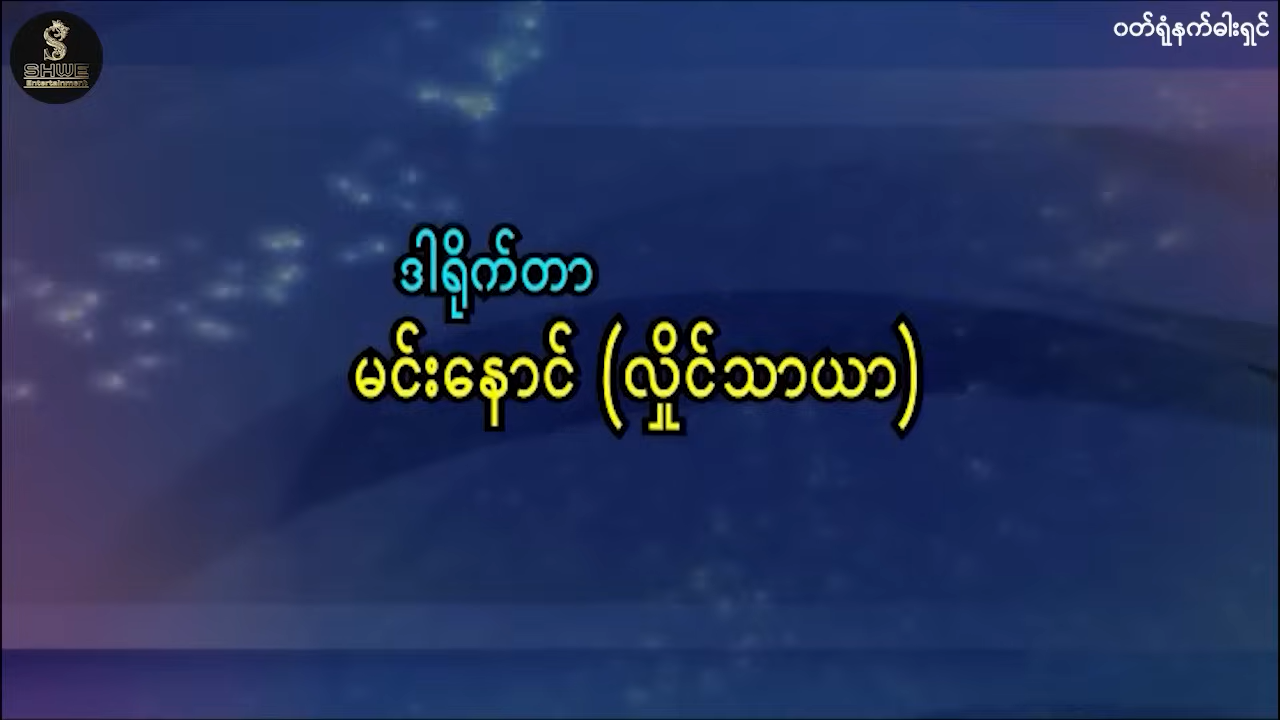 SHWE
Entertainment
ဝတ်ရုံနက်ဓါးရှင်
ဒါရိုက်တာ
မင်းနောင် (လှိုင်သာယာ)